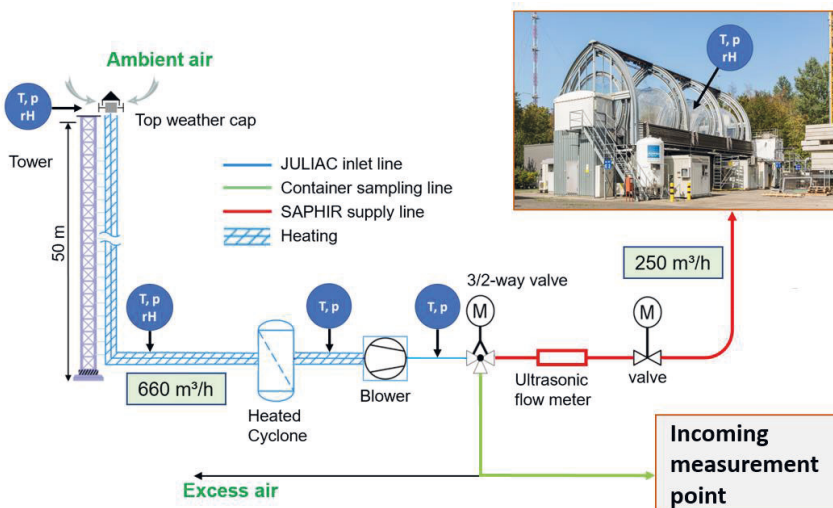 Ambient air
T, p
rH
T, p
rH
Top weather cap
Tower
JULIAC inlet line
Container sampling line
SAPHIR supply line
Heating
50 m
250 m³/h
3/2-way valve
T, p
rH
T, p
T, p
M
M
660 m³/h
Heated
Cyclone
Blower
Ultrasonic
flow meter
valve
Incoming
measurement
point
Excess air